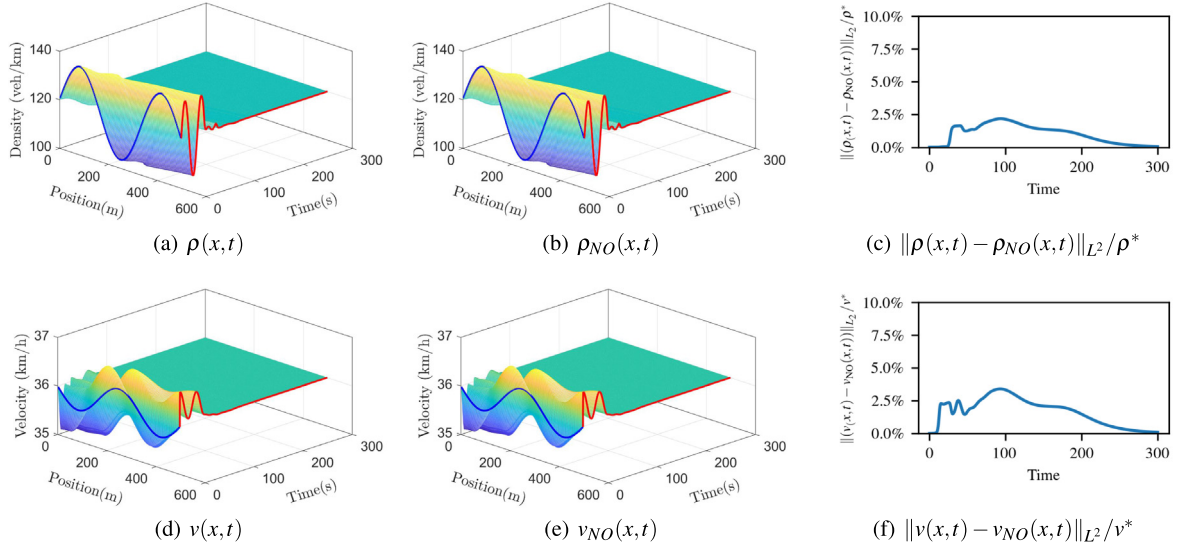 140
120
100
Density (veh/km)
0
200
400
600
Position(m)
0
100
200
300
Time(s)
(a) ρ(x,t)
140
120
100
Density (veh/km)
0
200
400
600
Position(m)
0
100
200
300
Time(s)
(b) ρ_NO(x,t)
10.0%
7.5%
5.0%
2.5%
0.0%
||(ρ(x,t) − ρ_NO(x,t))||_L₂/ρ*
0
100
200
300
Time
(c) ‖ρ(x,t) − ρ_NO(x,t)‖_L²/ρ*
37
36
35
Velocity (km/h)
0
200
400
600
Position(m)
0
100
200
300
Time(s)
(d) v(x,t)
37
36
35
Velocity (km/h)
0
200
400
600
Position(m)
0
100
200
300
Time(s)
(e) v_NO(x,t)
10.0%
7.5%
5.0%
2.5%
0.0%
||(v(x,t) − v_NO(x,t))||_L₂/v*
0
100
200
300
Time
(f) ‖v(x,t) − v_NO(x,t)‖_L²/v*